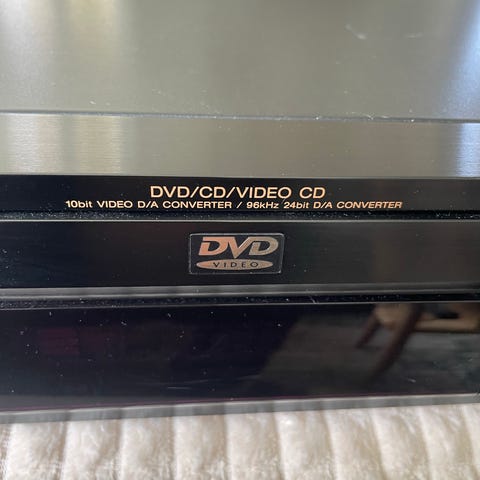 DVD/CD/VIDEO CD
10bit VIDEO D/A CONVERTER / 96kHz 24bit D/A CONVERTER
DVD
VIDEO